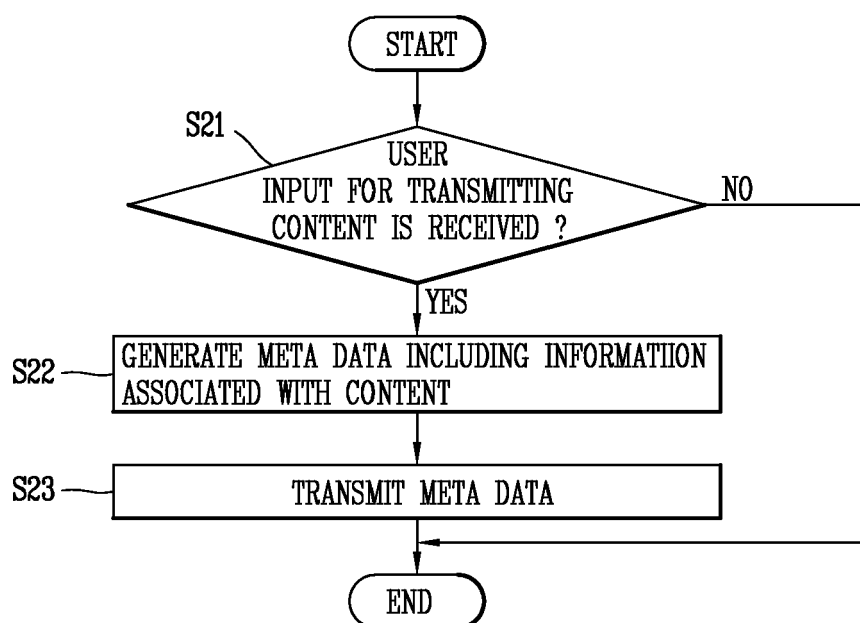 START
S21
USER
INPUT FOR TRANSMITTING
CONTENT IS RECEIVED ?
NO
YES
S22
GENERATE META DATA INCLUDING INFORMATIION
ASSOCIATED WITH CONTENT
S23
TRANSMIT META DATA
END